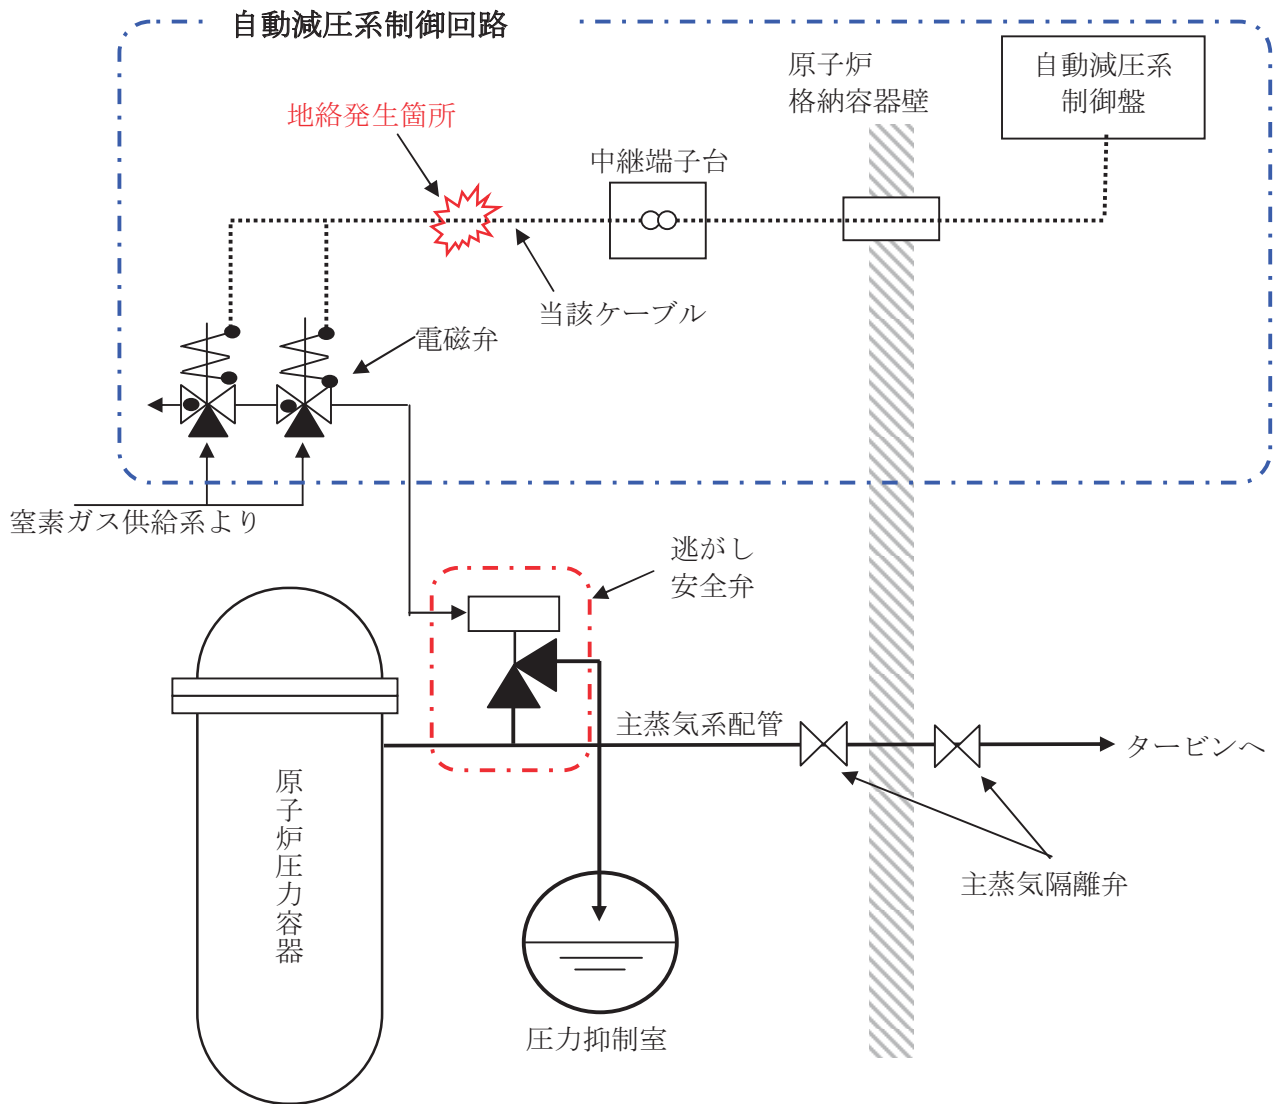 自動減圧系制御回路
原子炉
格納容器壁
自動減圧系
制御盤
地絡発生箇所
中継端子台
当該ケーブル
電磁弁
窒素ガス供給系より
逃がし
安全弁
主蒸気系配管
タービンへ
原子炉圧力容器
主蒸気隔離弁
圧力抑制室